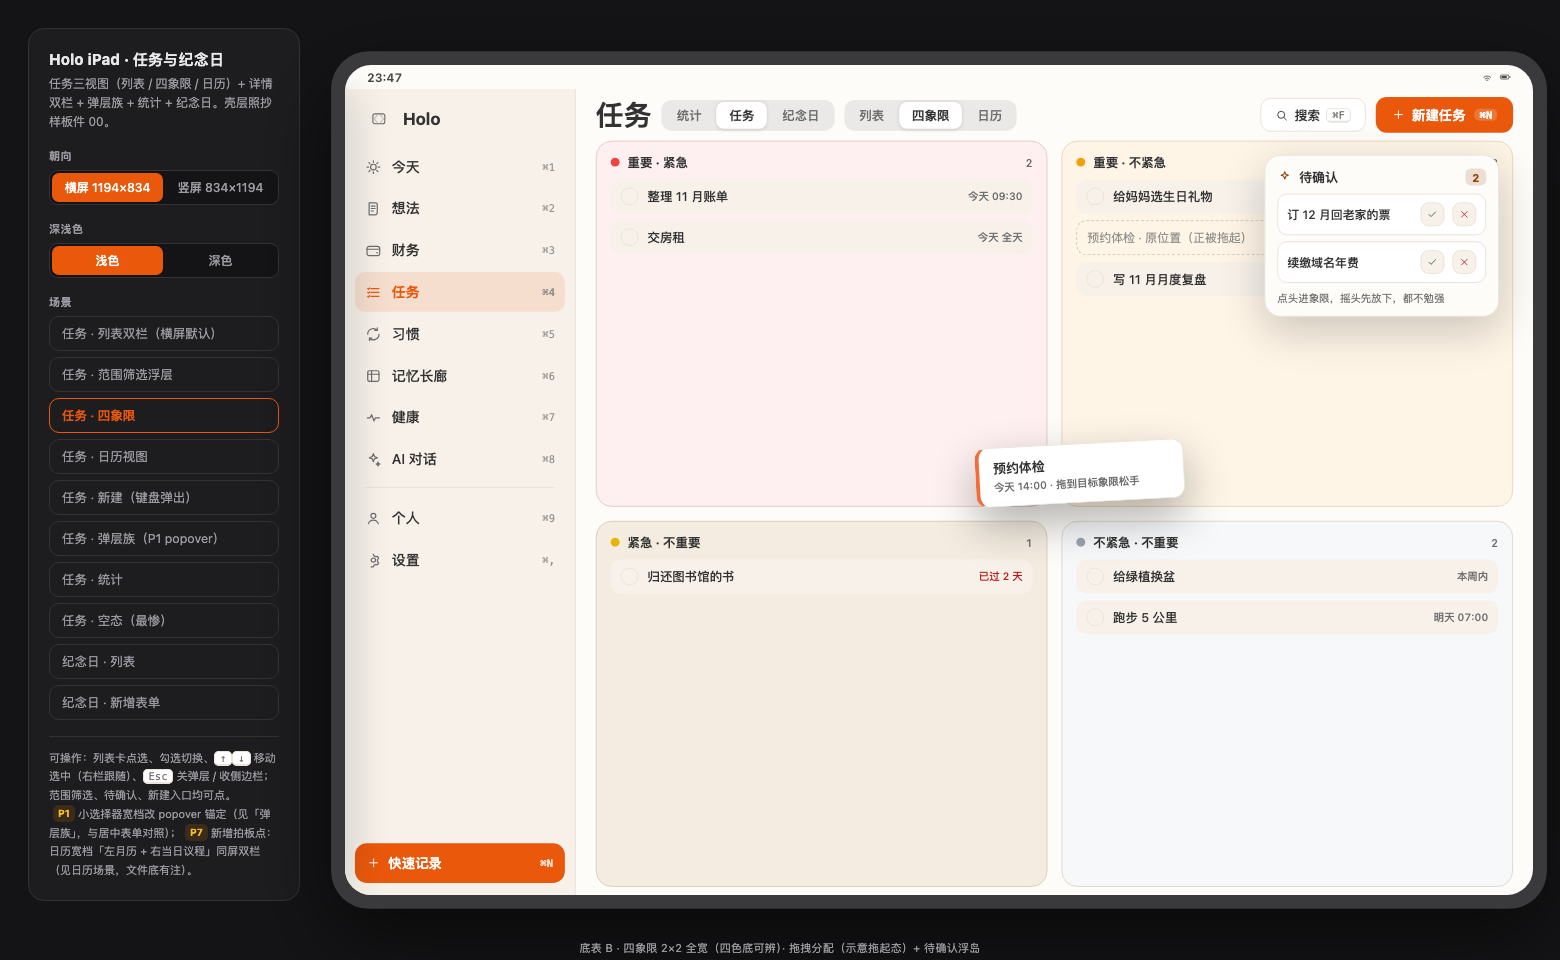 Holo iPad · 任务与纪念日
任务三视图（列表 / 四象限 / 日历）+ 详情
双栏 + 弹层族 + 统计 + 纪念日。壳层照抄
样板件 00。
朝向
横屏 1194×834
竖屏 834×1194
深浅色
浅色
深色
场景
任务 · 列表双栏（横屏默认）
任务 · 范围筛选浮层
任务 · 四象限
任务 · 日历视图
任务 · 新建（键盘弹出）
任务 · 弹层族（P1 popover）
任务 · 统计
任务 · 空态（最惨）
纪念日 · 列表
纪念日 · 新增表单
可操作：列表卡点选、勾选切换、↑ ↓ 移动
选中（右栏跟随）、Esc 关弹层 / 收侧边栏；
范围筛选、待确认、新建入口均可点。
P1 小选择器宽档改 popover 锚定（见「弹
层族」，与居中表单对照）； P7 新增拍板点：
日历宽档「左月历 + 右当日议程」同屏双栏
（见日历场景，文件底有注）。
23:47
Holo
今天 ⌘1
想法 ⌘2
财务 ⌘3
任务 ⌘4
习惯 ⌘5
记忆长廊 ⌘6
健康 ⌘7
AI 对话 ⌘8
个人 ⌘9
设置 ⌘,
+ 快速记录 ⌘N
任务
统计
任务
纪念日
列表
四象限
日历
搜索 ⌘F
+ 新建任务 ⌘N
重要 · 紧急 2
整理 11 月账单 今天 09:30
交房租 今天 全天
重要 · 不紧急
给妈妈选生日礼物
预约体检 · 原位置（正被拖起）
写 11 月月度复盘
待确认 2
订 12 月回老家的票
续缴域名年费
点头进象限，摇头先放下，都不勉强
预约体检
今天 14:00 · 拖到目标象限松手
紧急 · 不重要 1
归还图书馆的书 已过 2 天
不紧急 · 不重要 2
给绿植换盆 本周内
跑步 5 公里 明天 07:00
底表 B · 四象限 2×2 全宽（四色底可辨）· 拖拽分配（示意拖起态）+ 待确认浮岛